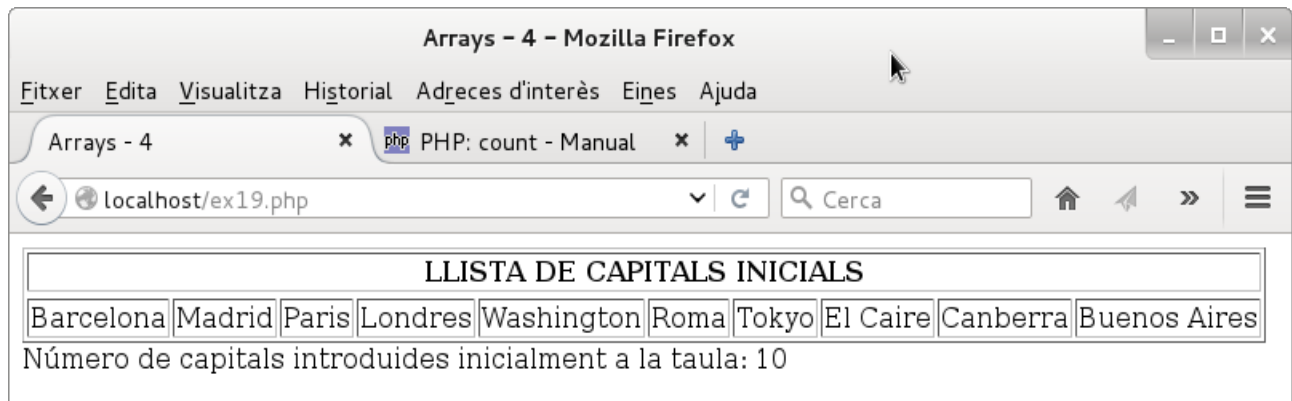 Arrays - 4 - Mozilla Firefox
Fitxer Edita Visualitza Historial Adreces d'interès Eines Ajuda
Arrays - 4 php PHP: count - Manual
localhost/ex19.php Cerca
LLISTA DE CAPITALS INICIALS
Barcelona Madrid Paris Londres Washington Roma Tokyo El Caire Canberra Buenos Aires
Número de capitals introduides inicialment a la taula: 10